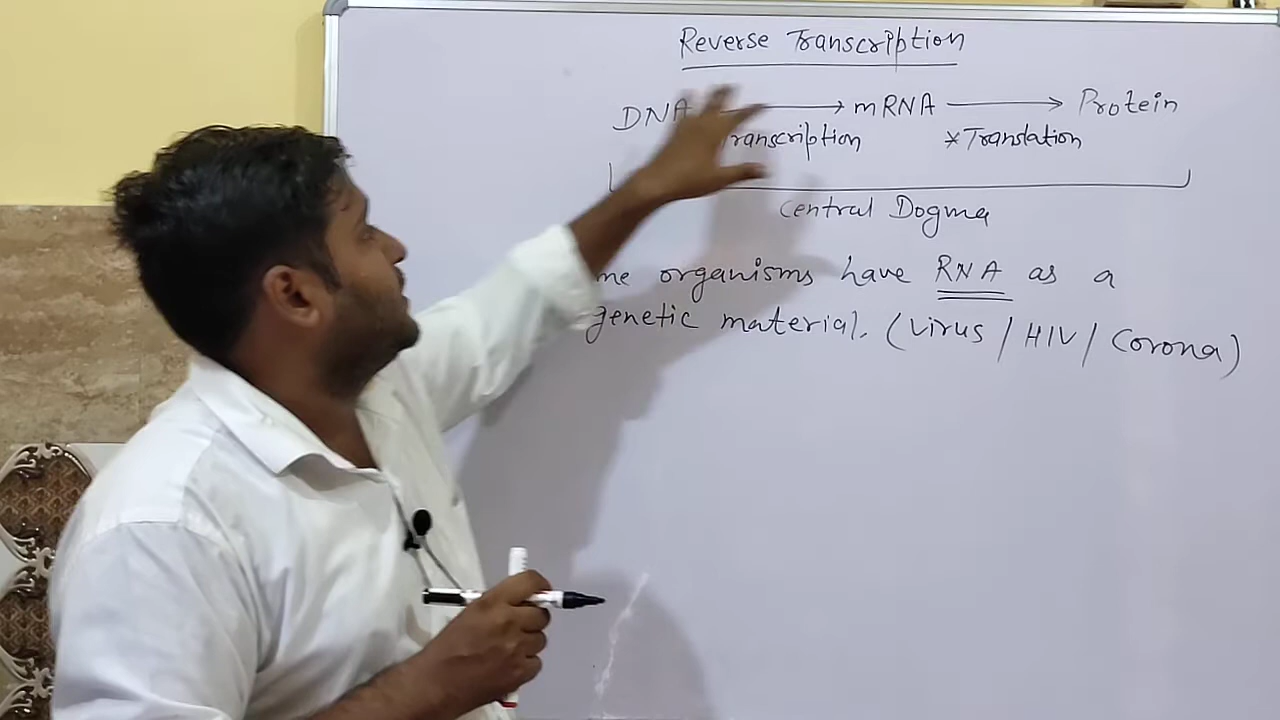 Reverse Transcription
DNA → mRNA → Protein
ranscription *Translation
Central Dogma
me organisms have RNA as a
genetic material. (Virus / HIV / Corona)